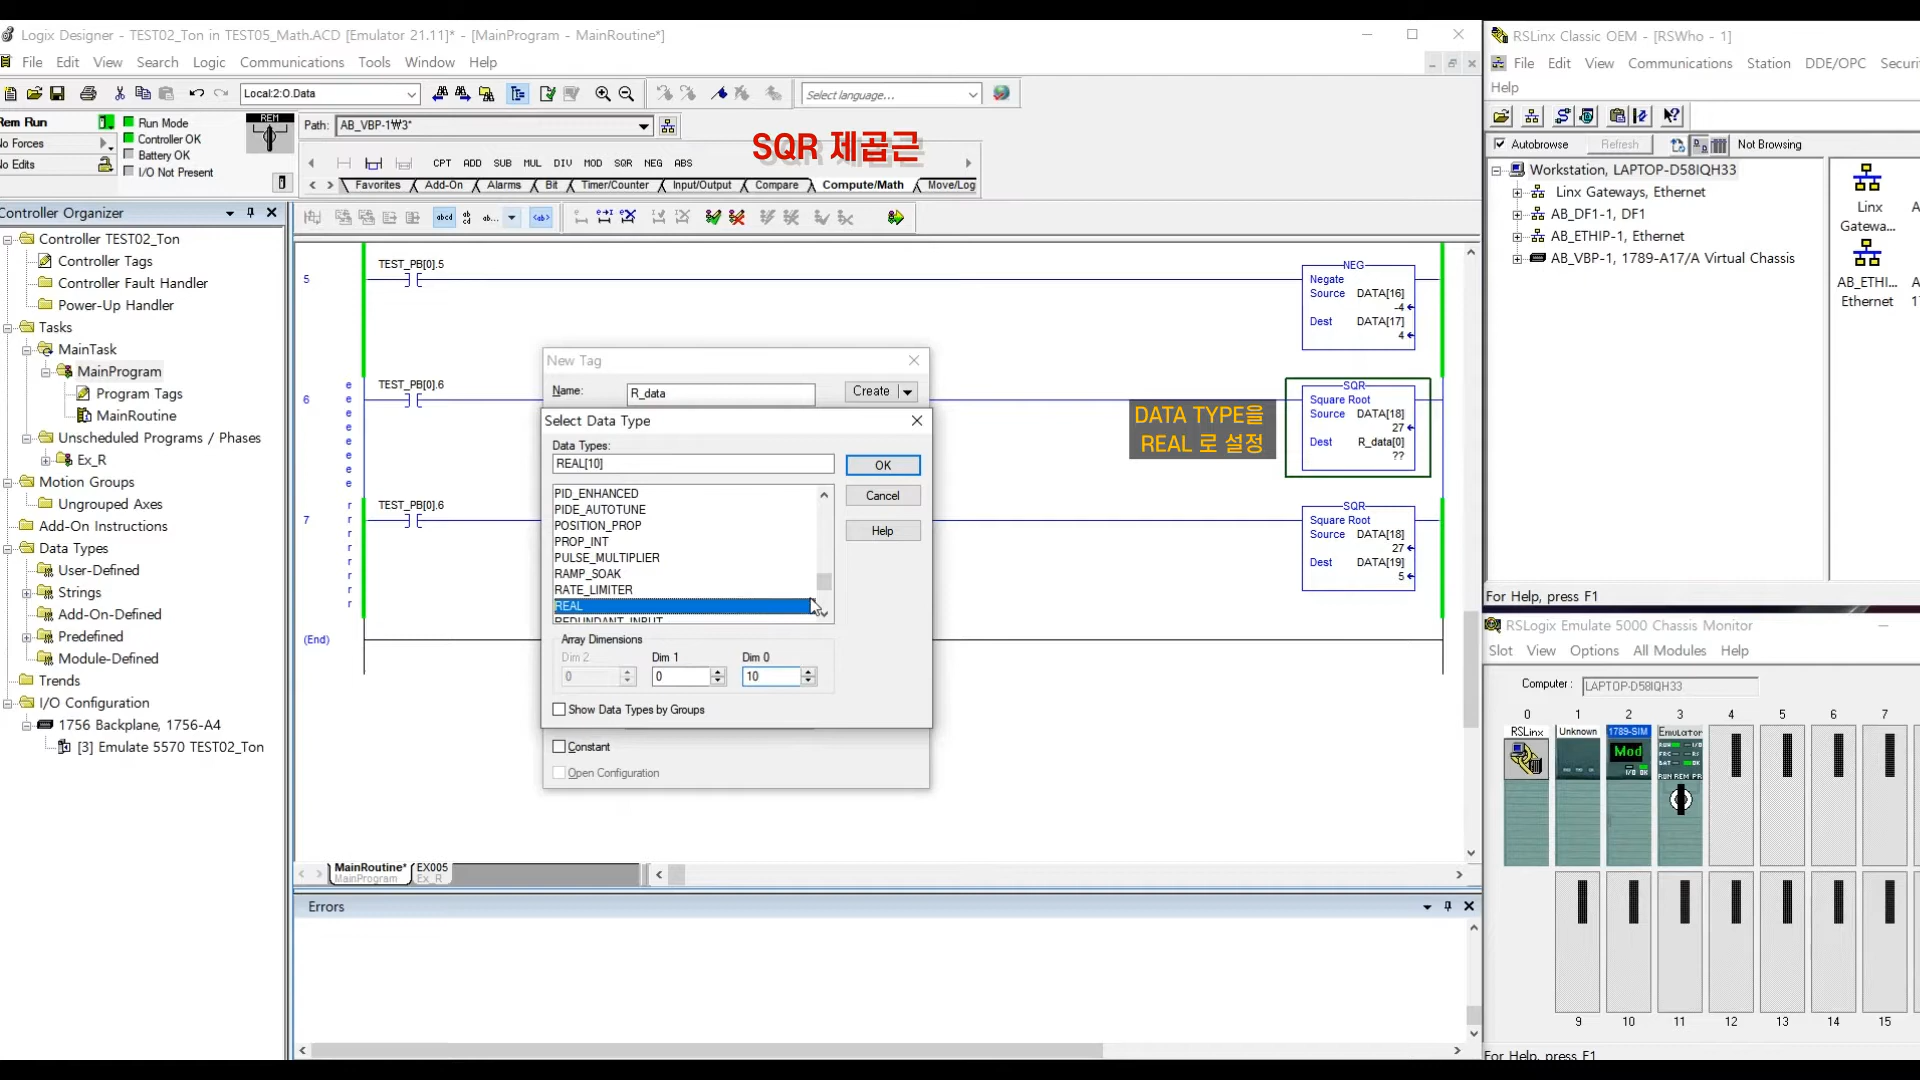 Logix Designer - TEST02_Ton in TEST05_Math.ACD [Emulator 21.11]* - [MainProgram - MainRoutine*]
File Edit View Search Logic Communications Tools Window Help
Local:2:O.Data
Select language...
Rem Run
No Forces
No Edits
Run Mode
Controller OK
Battery OK
I/O Not Present
REM
Path: AB_VBP-1₩3*
SQR 제곱근
CPT ADD SUB MUL DIV MOD SQR NEG ABS
Favorites Add-On Alarms Bit Timer/Counter Input/Output Compare Compute/Math Move/Log
Controller Organizer
Controller TEST02_Ton
Controller Tags
Controller Fault Handler
Power-Up Handler
Tasks
MainTask
MainProgram
Program Tags
MainRoutine
Unscheduled Programs / Phases
Ex_R
Motion Groups
Ungrouped Axes
Add-On Instructions
Data Types
User-Defined
Strings
Add-On-Defined
Predefined
Module-Defined
Trends
I/O Configuration
1756 Backplane, 1756-A4
[3] Emulate 5570 TEST02_Ton
5
TEST_PB[0].5
NEG
Negate
Source DATA[16]
-4
Dest DATA[17]
4
6
TEST_PB[0].6
SQR
Square Root
Source DATA[18]
27
Dest R_data[0]
??
DATA TYPE을
REAL 로 설정
7
TEST_PB[0].6
SQR
Square Root
Source DATA[18]
27
Dest DATA[19]
5
(End)
e
e
e
e
e
e
e
e
r
r
r
r
r
r
r
r
New Tag
Name: R_data
Create
Select Data Type
Data Types:
REAL[10]
OK
Cancel
Help
PID_ENHANCED
PIDE_AUTOTUNE
POSITION_PROP
PROP_INT
PULSE_MULTIPLIER
RAMP_SOAK
RATE_LIMITER
REAL
REDUNDANT_INPUT
Array Dimensions
Dim 2 Dim 1 Dim 0
0 0 10
Show Data Types by Groups
Constant
Open Configuration
MainRoutine* EX005
MainProgram Ex_R
Errors
RSLinx Classic OEM - [RSWho - 1]
File Edit View Communications Station DDE/OPC Securi
Help
Autobrowse Refresh Not Browsing
Workstation, LAPTOP-D58IQH33
Linx Gateways, Ethernet
AB_DF1-1, DF1
AB_ETHIP-1, Ethernet
AB_VBP-1, 1789-A17/A Virtual Chassis
Linx
Gatewa...
AB_ETHI...
Ethernet
For Help, press F1
RSLogix Emulate 5000 Chassis Monitor
Slot View Options All Modules Help
Computer : LAPTOP-D58IQH33
0 1 2 3 4 5 6 7
RSLinx Unknown 1789-SIM Emulator
Mod
RUN REM PR
9 10 11 12 13 14 15
For Help, press F1